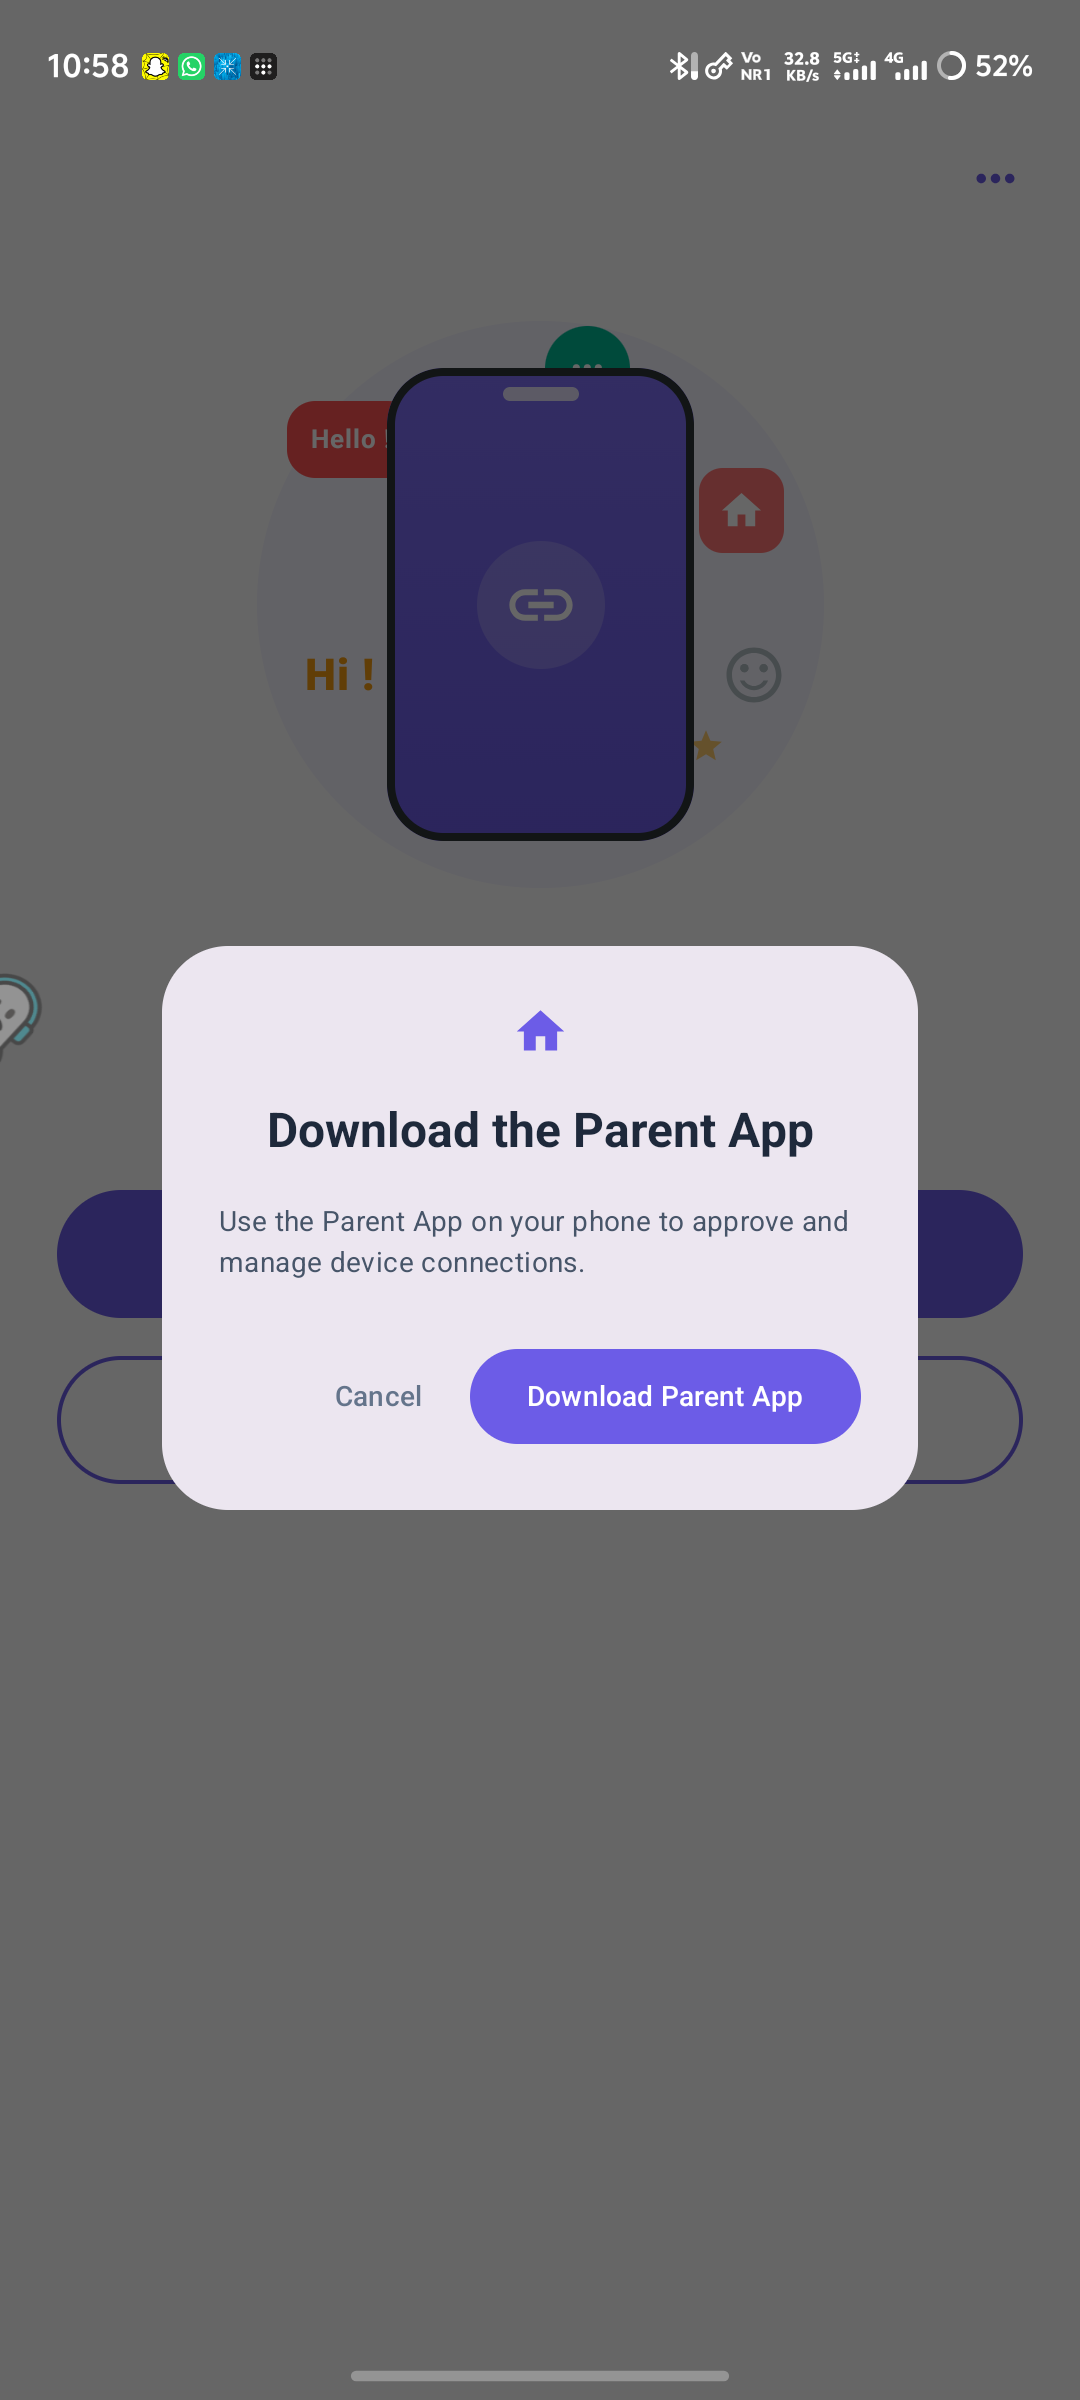 10:58
Vo
NR1
32.8
KB/s
5G
4G
52%
Hello !
Hi !
Download the Parent App
Use the Parent App on your phone to approve and
manage device connections.
Cancel
Download Parent App